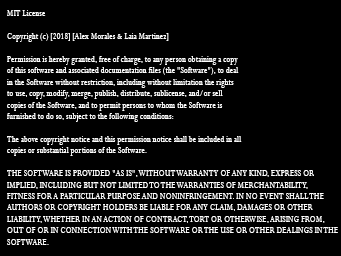 MIT License
Copyright (c) [2018] [Alex Morales & Laia Martinez]
Permission is hereby granted, free of charge, to any person obtaining a copy
of this software and associated documentation files (the "Software"), to deal
in the Software without restriction, including without limitation the rights
to use, copy, modify, merge, publish, distribute, sublicense, and/or sell
copies of the Software, and to permit persons to whom the Software is
furnished to do so, subject to the following conditions:
The above copyright notice and this permission notice shall be included in all
copies or substantial portions of the Software.
THE SOFTWARE IS PROVIDED "AS IS", WITHOUT WARRANTY OF ANY KIND, EXPRESS OR
IMPLIED, INCLUDING BUT NOT LIMITED TO THE WARRANTIES OF MERCHANTABILITY,
FITNESS FOR A PARTICULAR PURPOSE AND NONINFRINGEMENT. IN NO EVENT SHALL THE
AUTHORS OR COPYRIGHT HOLDERS BE LIABLE FOR ANY CLAIM, DAMAGES OR OTHER
LIABILITY, WHETHER IN AN ACTION OF CONTRACT, TORT OR OTHERWISE, ARISING FROM,
OUT OF OR IN CONNECTION WITH THE SOFTWARE OR THE USE OR OTHER DEALINGS IN THE
SOFTWARE.